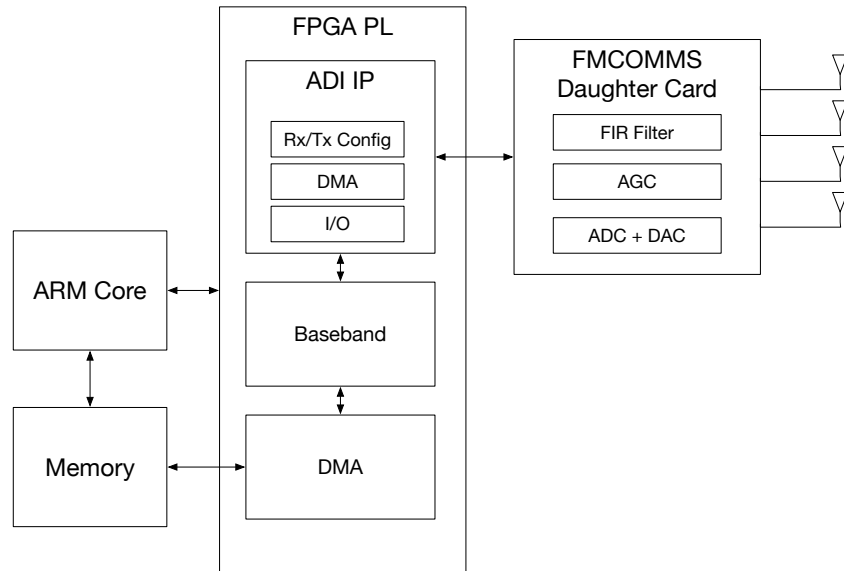 FPGA PL
ADI IP
Rx/Tx Config
DMA
I/O
Baseband
DMA
ARM Core
Memory
FMCOMMS
Daughter Card
FIR Filter
AGC
ADC + DAC